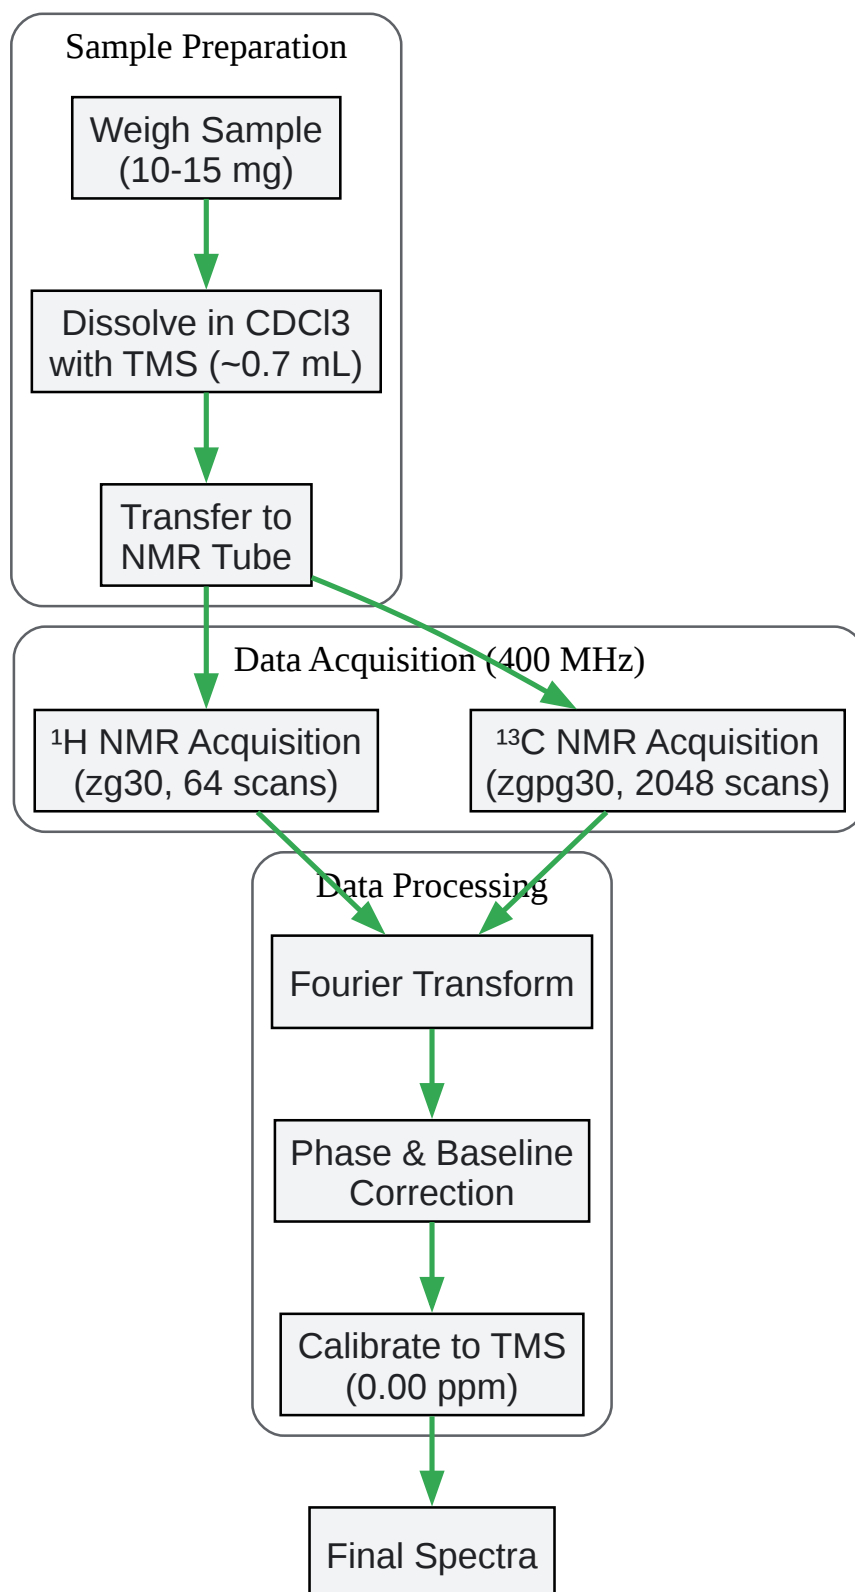 Sample Preparation
Weigh Sample
(10-15 mg)
Dissolve in CDCl3
with TMS (~0.7 mL)
Transfer to
NMR Tube
Data Acquisition (400 MHz)
¹H NMR Acquisition
(zg30, 64 scans)
¹³C NMR Acquisition
(zgpg30, 2048 scans)
Data Processing
Fourier Transform
Phase & Baseline
Correction
Calibrate to TMS
(0.00 ppm)
Final Spectra